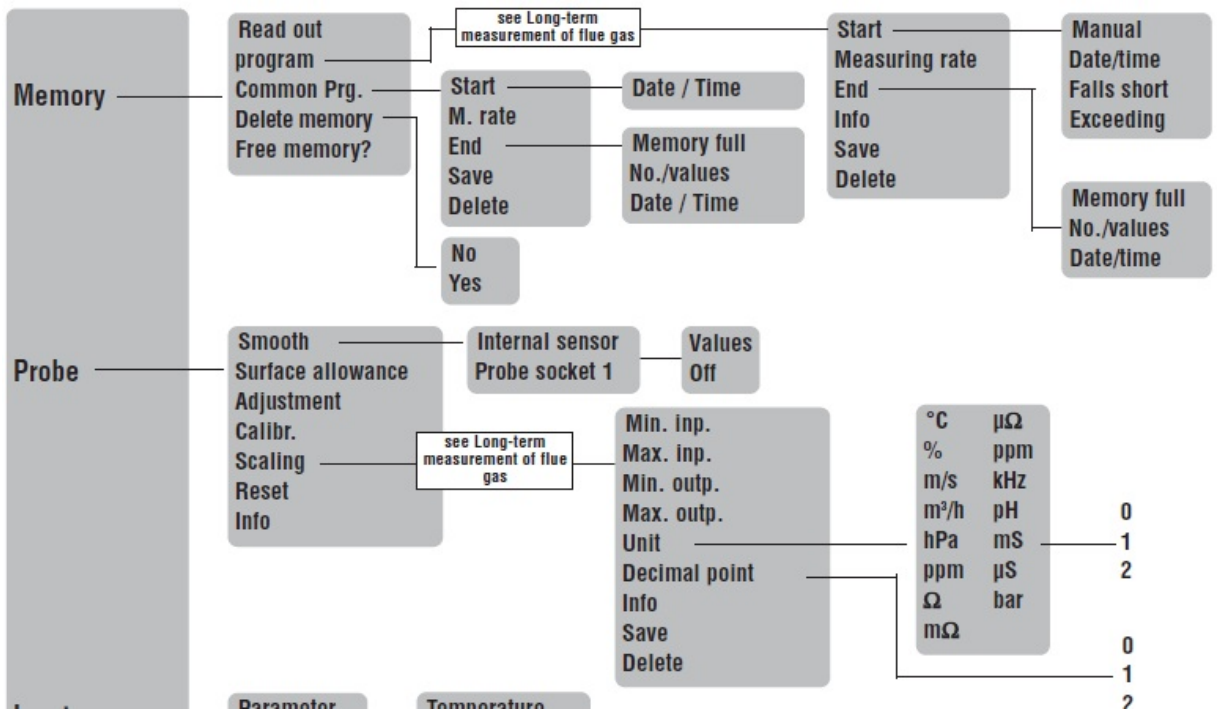 Memory
Read out
program
Common Prg.
Delete memory
Free memory?
see Long-term
measurement of flue gas
Start
M. rate
End
Save
Delete
Date / Time
Memory full
No./values
Date / Time
No
Yes
Start
Measuring rate
End
Info
Save
Delete
Manual
Date/time
Falls short
Exceeding
Memory full
No./values
Date/time
Probe
Smooth
Surface allowance
Adjustment
Calibr.
Scaling
Reset
Info
Internal sensor
Probe socket 1
Values
Off
see Long-term
measurement of flue
gas
Min. inp.
Max. inp.
Min. outp.
Max. outp.
Unit
Decimal point
Info
Save
Delete
°C µΩ
% ppm
m/s kHz
m³/h pH
hPa mS
ppm µS
Ω bar
mΩ
0
1
2
0
1
2
Parameter
Temperature